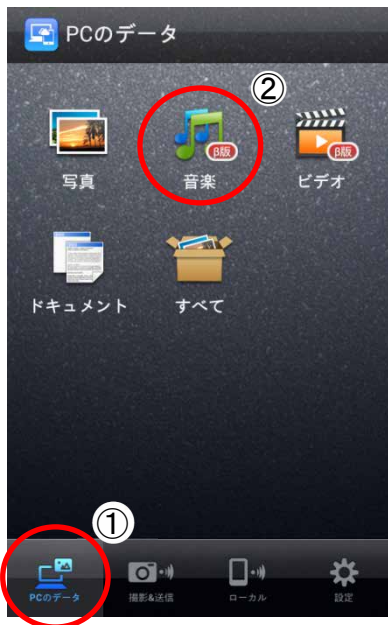 PCのデータ
②
β版
β版
写真
音楽
ビデオ
ドキュメント
すべて
①
PCのデータ
撮影&送信
ローカル
設定